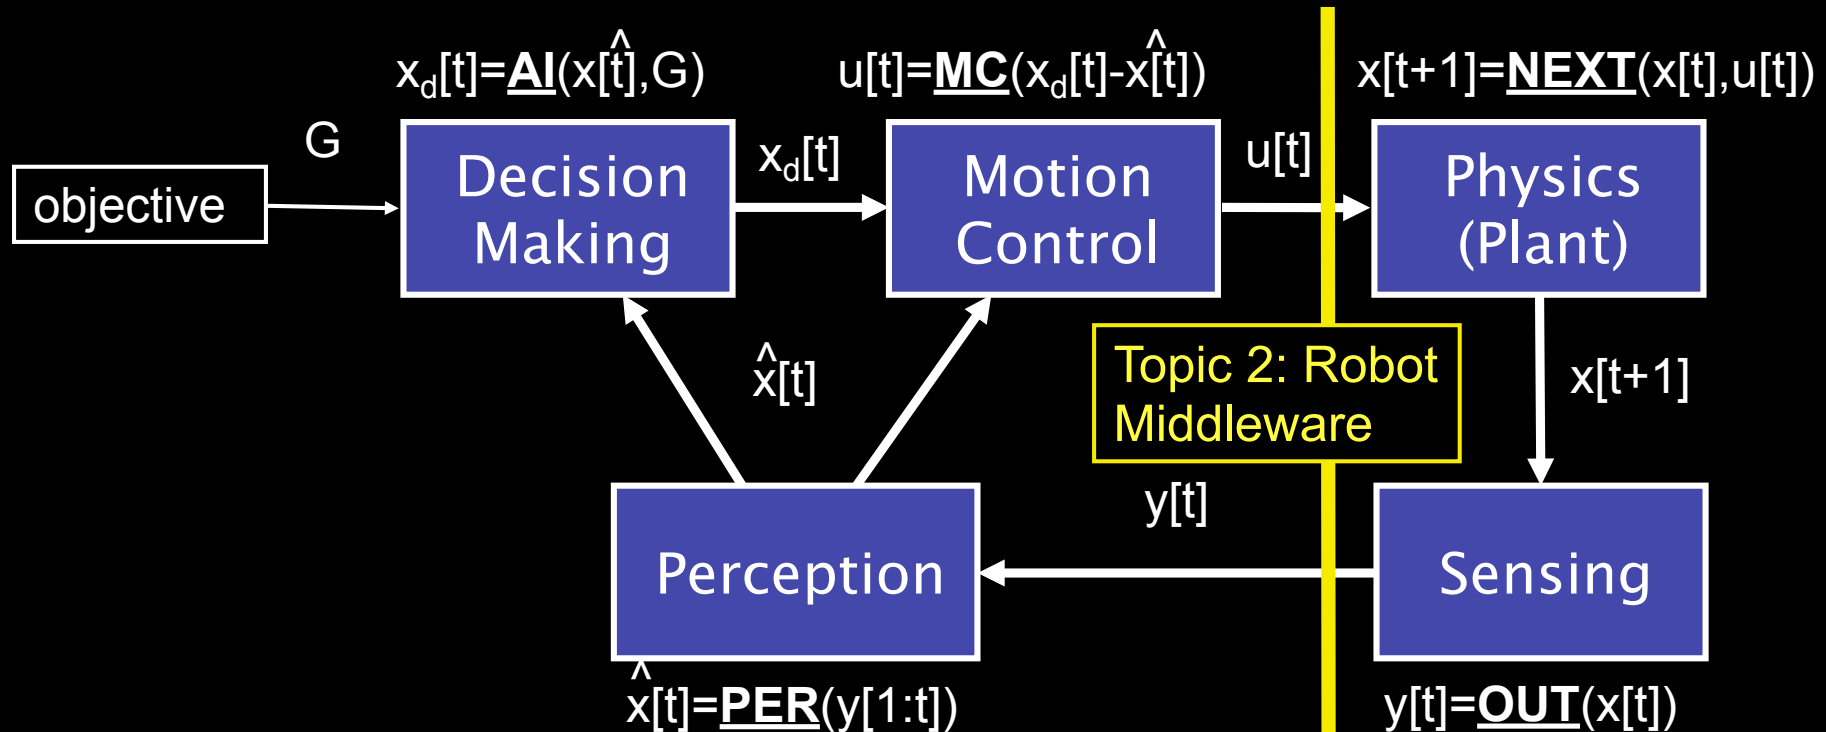 x_d[t]=AI(x[t̂],G)
u[t]=MC(x_d[t]-x̂[t])
x[t+1]=NEXT(x[t],u[t])
G
objective
Decision
Making
x_d[t]
Motion
Control
u[t]
Physics
(Plant)
x̂[t]
Topic 2: Robot
Middleware
x[t+1]
y[t]
Perception
Sensing
x̂[t]=PER(y[1:t])
y[t]=OUT(x[t])